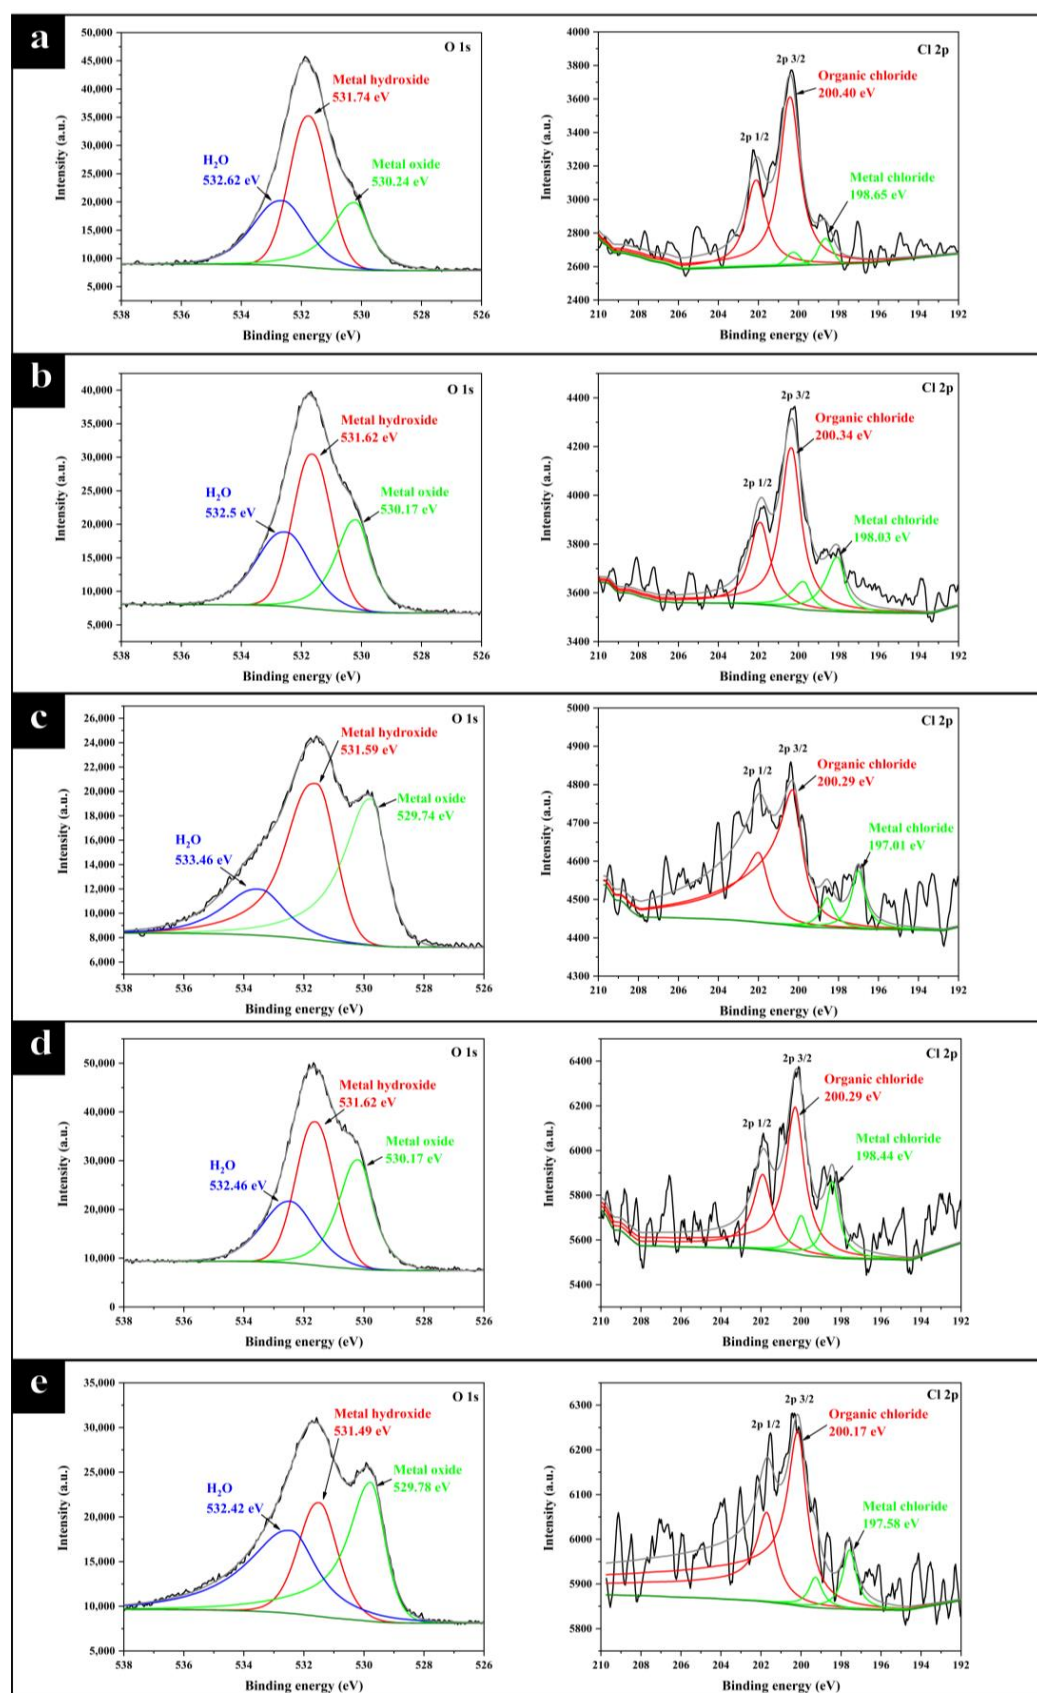 a
O 1s
Metal hydroxide
531.74 eV
H₂O
532.62 eV
Metal oxide
530.24 eV
50,000
45,000
40,000
35,000
30,000
25,000
20,000
15,000
10,000
5,000
Intensity (a.u.)
538 536 534 532 530 528 526
Binding energy (eV)
Cl 2p
2p 3/2
Organic chloride
200.40 eV
2p 1/2
Metal chloride
198.65 eV
4000
3800
3600
3400
3200
3000
2800
2600
2400
Intensity (a.u.)
210 208 206 204 202 200 198 196 194 192
Binding energy (eV)
b
O 1s
Metal hydroxide
531.62 eV
H₂O
532.5 eV
Metal oxide
530.17 eV
40,000
35,000
30,000
25,000
20,000
15,000
10,000
5,000
Intensity (a.u.)
538 536 534 532 530 528 526
Binding energy (eV)
Cl 2p
2p 3/2
Organic chloride
200.34 eV
2p 1/2
Metal chloride
198.03 eV
4400
4200
4000
3800
3600
3400
Intensity (a.u.)
210 208 206 204 202 200 198 196 194 192
Binding energy (eV)
c
O 1s
Metal hydroxide
531.59 eV
Metal oxide
529.74 eV
H₂O
533.46 eV
26,000
24,000
22,000
20,000
18,000
16,000
14,000
12,000
10,000
8,000
6,000
Intensity (a.u.)
538 536 534 532 530 528 526
Binding energy (eV)
Cl 2p
2p 3/2
Organic chloride
200.29 eV
2p 1/2
Metal chloride
197.01 eV
5000
4900
4800
4700
4600
4500
4400
4300
Intensity (a.u.)
210 208 206 204 202 200 198 196 194 192
Binding energy (eV)
d
O 1s
Metal hydroxide
531.62 eV
Metal oxide
530.17 eV
H₂O
532.46 eV
50,000
40,000
30,000
20,000
10,000
0
Intensity (a.u.)
538 536 534 532 530 528 526
Binding energy (eV)
Cl 2p
2p 3/2
Organic chloride
200.29 eV
2p 1/2
Metal chloride
198.44 eV
6400
6200
6000
5800
5600
5400
Intensity (a.u.)
210 208 206 204 202 200 198 196 194 192
Binding energy (eV)
e
O 1s
Metal hydroxide
531.49 eV
Metal oxide
529.78 eV
H₂O
532.42 eV
35,000
30,000
25,000
20,000
15,000
10,000
5,000
Intensity (a.u.)
538 536 534 532 530 528 526
Binding energy (eV)
Cl 2p
2p 3/2
Organic chloride
200.17 eV
2p 1/2
Metal chloride
197.58 eV
6300
6200
6100
6000
5900
5800
Intensity (a.u.)
210 208 206 204 202 200 198 196 194 192
Binding energy (eV)